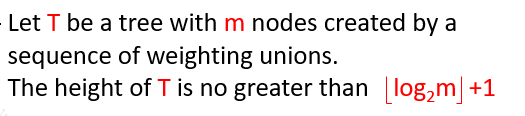 - Let T be a tree with m nodes created by a
sequence of weighting unions.
The height of T is no greater than ⌊log₂m⌋ +1